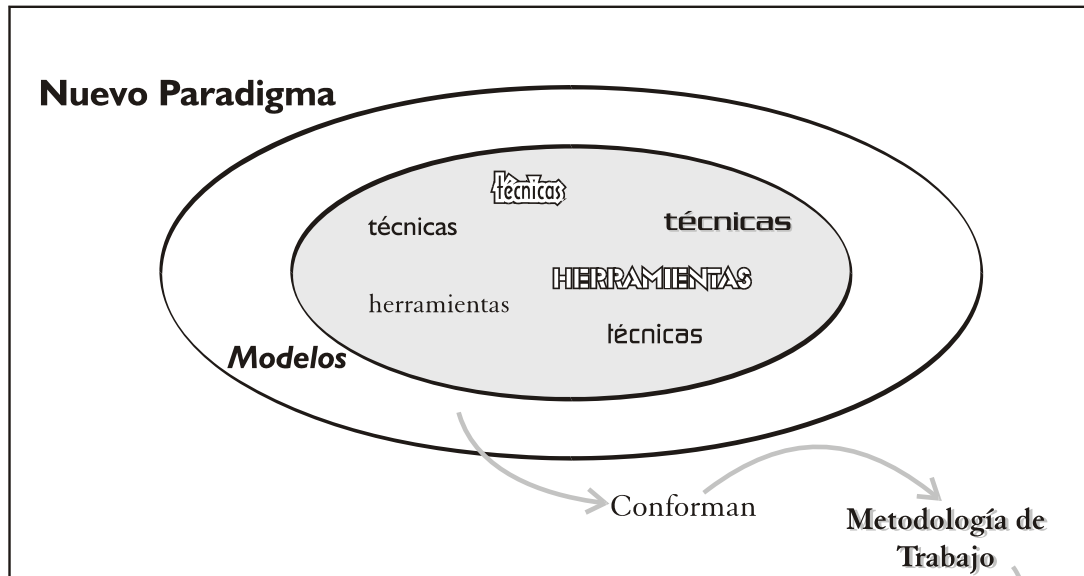 Nuevo Paradigma
técnicas
técnicas
técnicas
HERRAMIENTAS
herramientas
técnicas
Modelos
Conforman
Metodología de
Trabajo